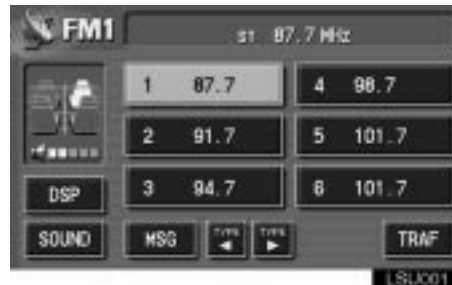 FM1
ST 87.7 MHz
1 87.7
4 98.7
2 91.7
5 101.7
3 94.7
6 101.7
DSP
SOUND
MSG
TYPE
TYPE
TRAF
LSU001